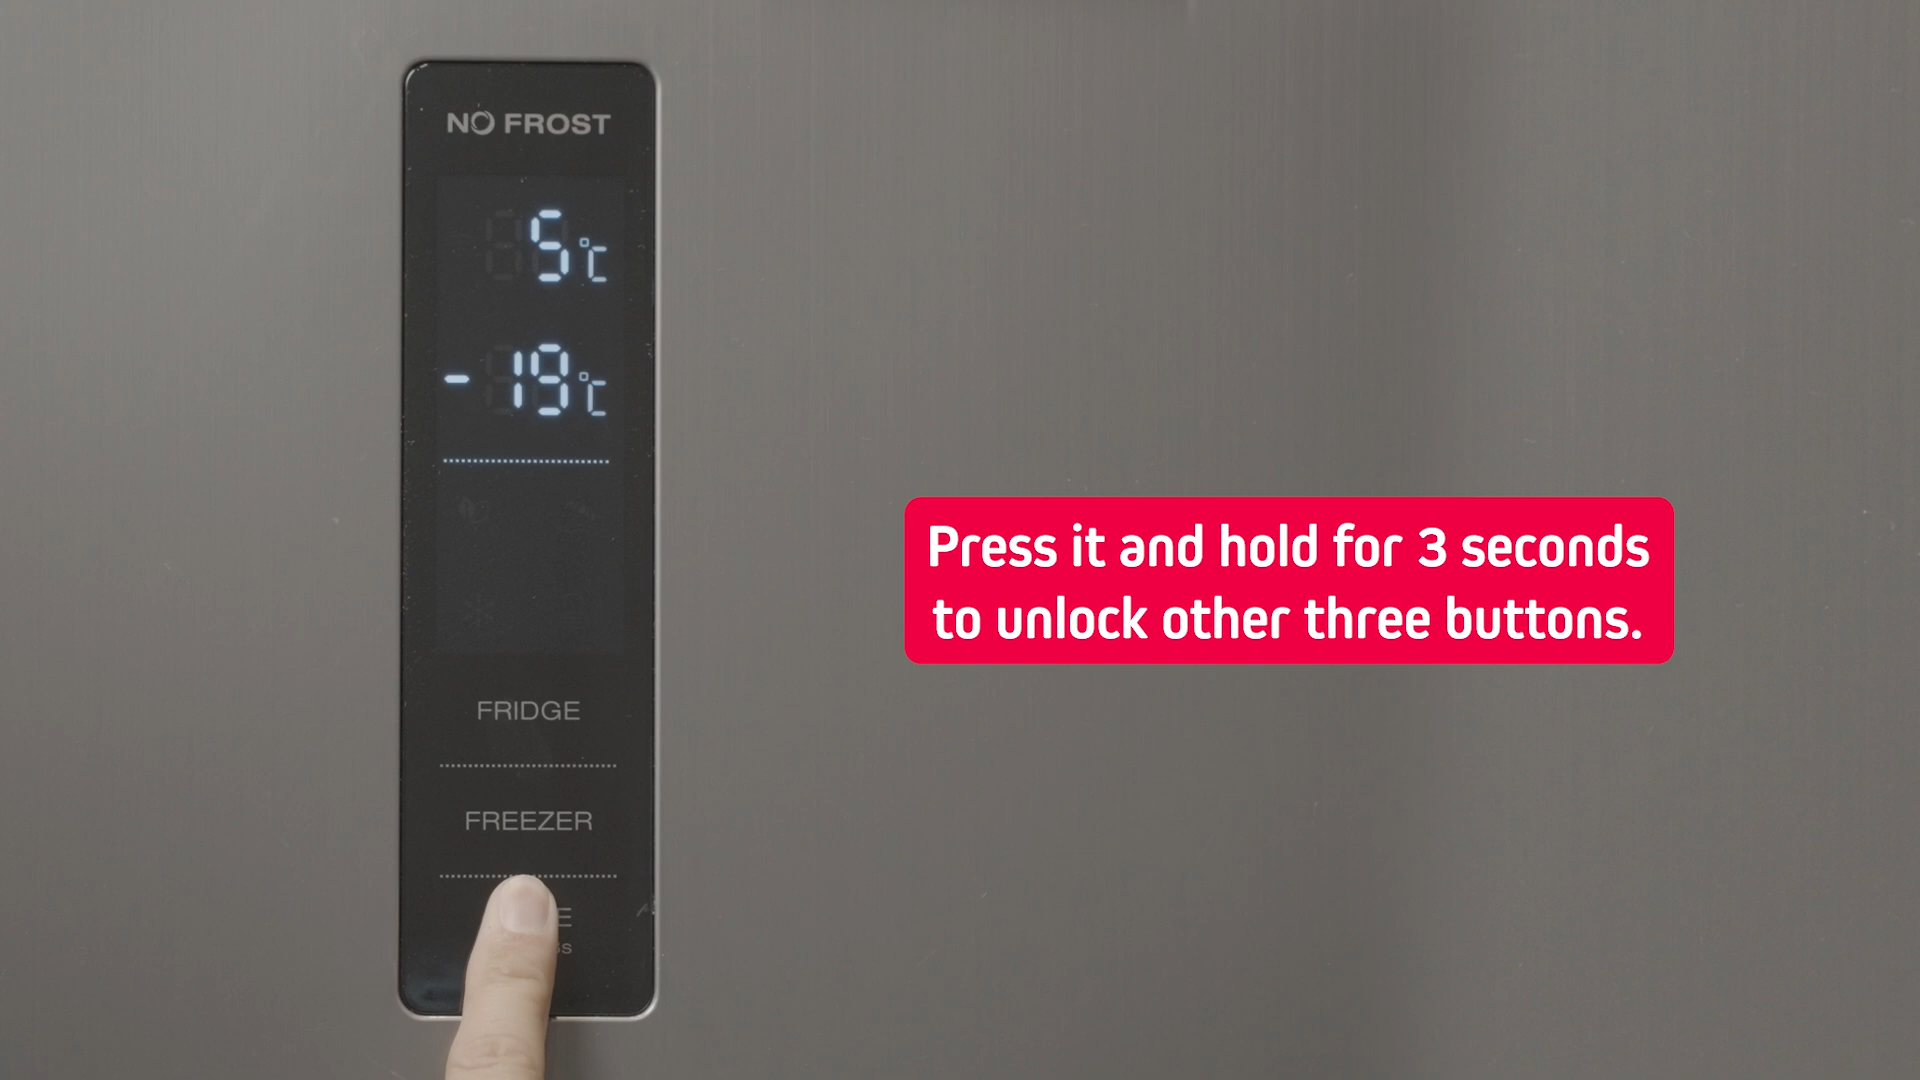 NO FROST
5°C
- 19°C
FRIDGE
FREEZER
Press it and hold for 3 seconds
to unlock other three buttons.